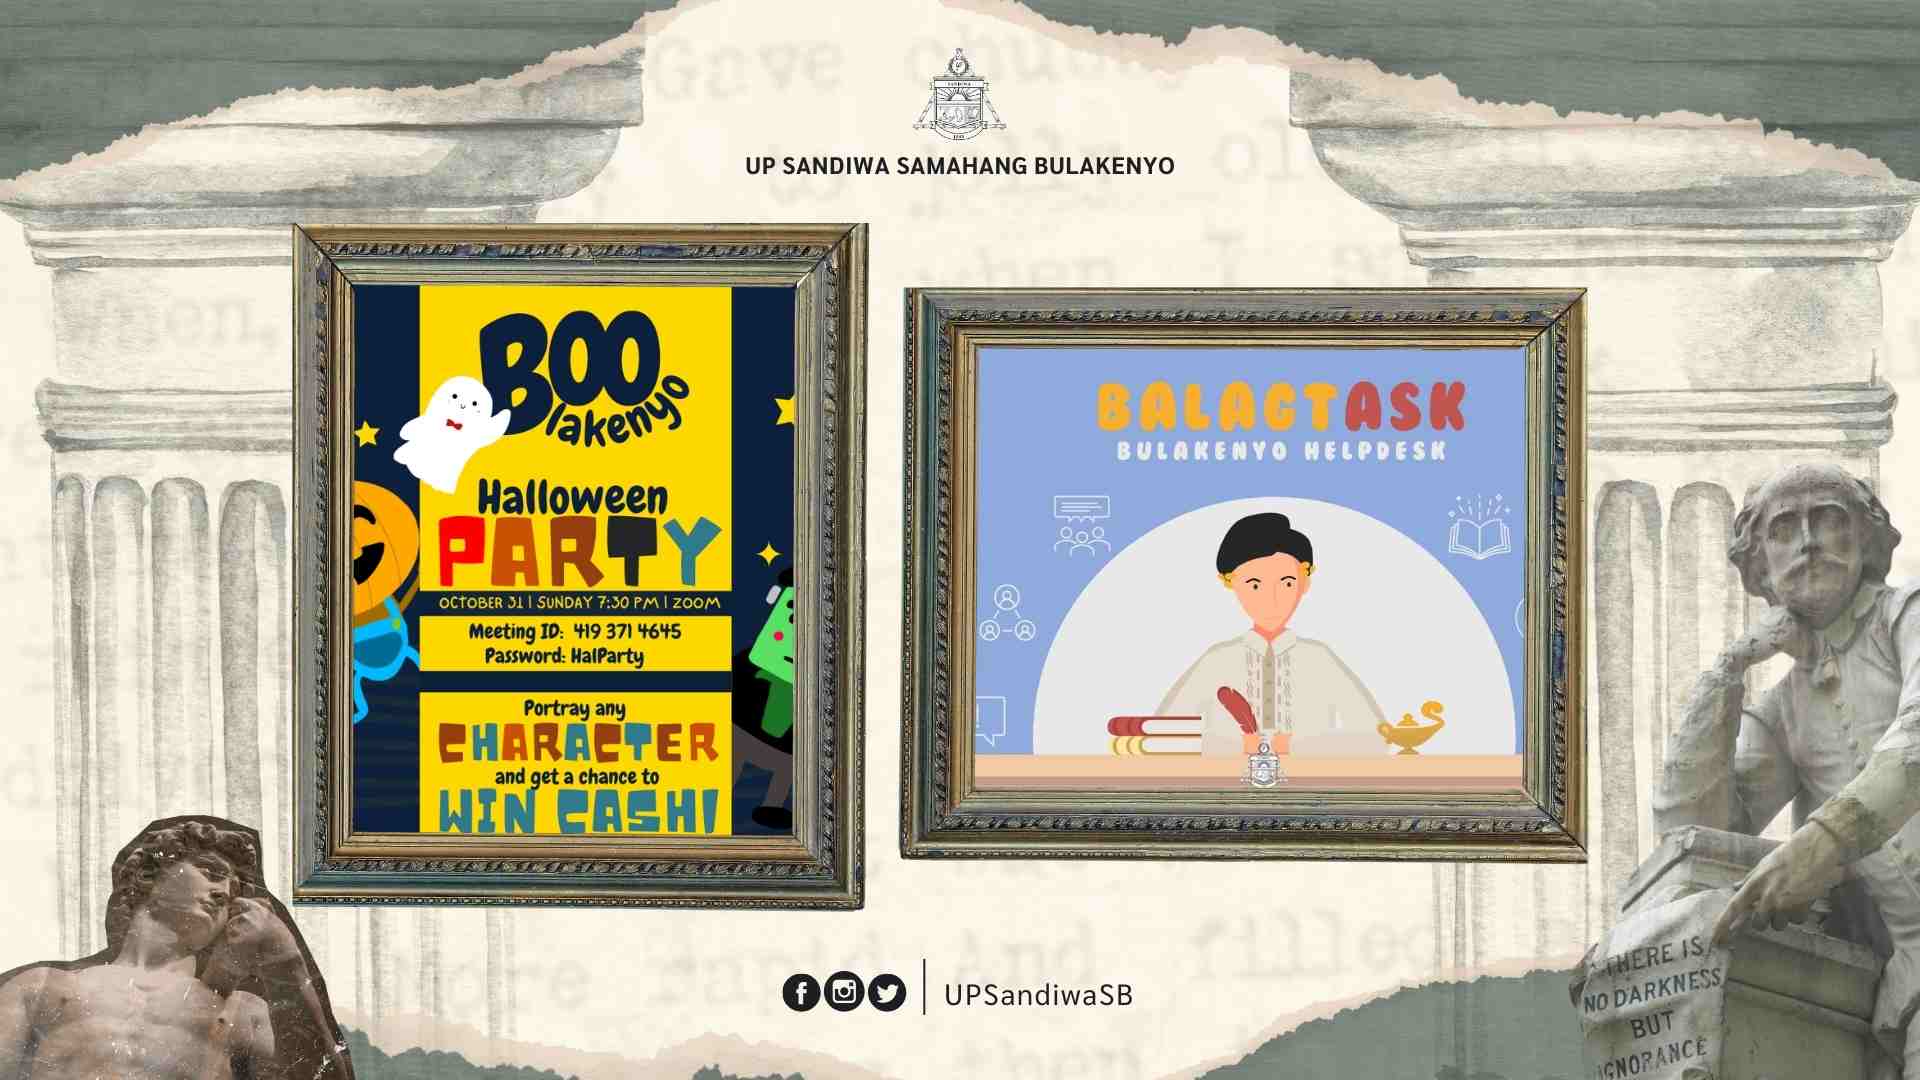 UP SANDIWA SAMAHANG BULAKENYO
BOO
lakenyo
Halloween
PARTY
OCTOBER 31 | SUNDAY 7:30 PM | ZOOM
Meeting ID: 419 371 4645
Password: HalParty
Portray any
CHARACTER
and get a chance to
WIN CASH!
BALAGTASK
BULAKENYO HELPDESK
UPSandiwaSB
THERE IS
NO DARKNESS
BUT
IGNORANCE